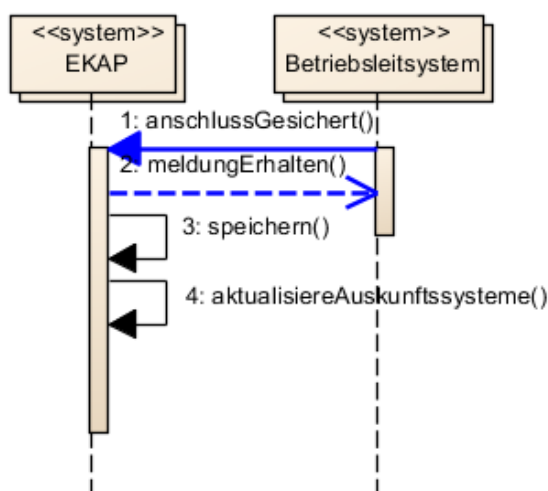 <<system>>
EKAP
<<system>>
Betriebsleitsystem
1: anschlussGesichert()
2: meldungErhalten()
3: speichern()
4: aktualisiereAuskunftssysteme()